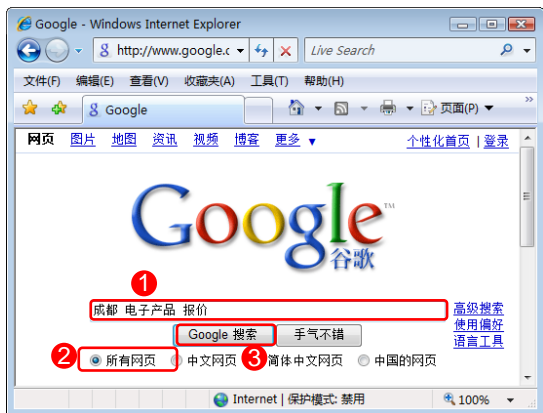 Google - Windows Internet Explorer
http://www.google.c Live Search
文件(F) 编辑(E) 查看(V) 收藏夹(A) 工具(T) 帮助(H)
Google 页面(P)
网页 图片 地图 资讯 视频 博客 更多 个性化首页 | 登录
Google™
谷歌
1
成都 电子产品 报价 高级搜索
Google 搜索 手气不错 使用偏好
语言工具
2 所有网页 中文网页 3 简体中文网页 中国的网页
Internet | 保护模式: 禁用 100%